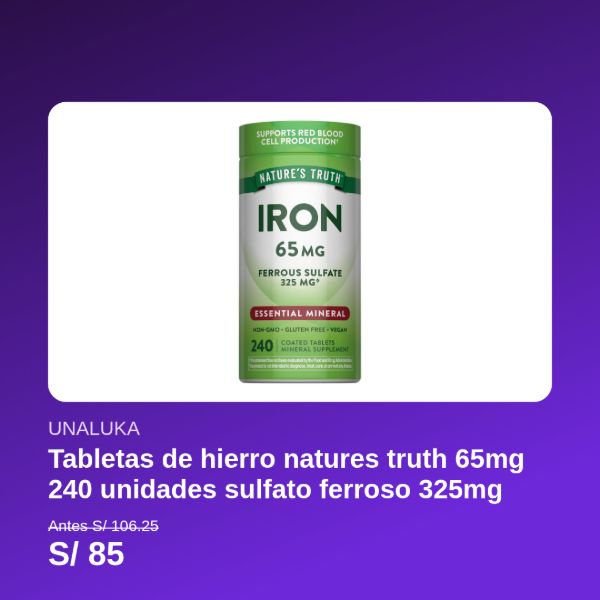 SUPPORTS RED BLOOD
CELL PRODUCTION†
NATURE'S TRUTH
IRON
65 MG
FERROUS SULFATE
325 MG
ESSENTIAL MINERAL
NON-GMO • GLUTEN FREE • VEGAN
240 COATED TABLETS
MINERAL SUPPLEMENT
UNALUKA
Tabletas de hierro natures truth 65mg
240 unidades sulfato ferroso 325mg
Antes S/ 106.25
S/ 85